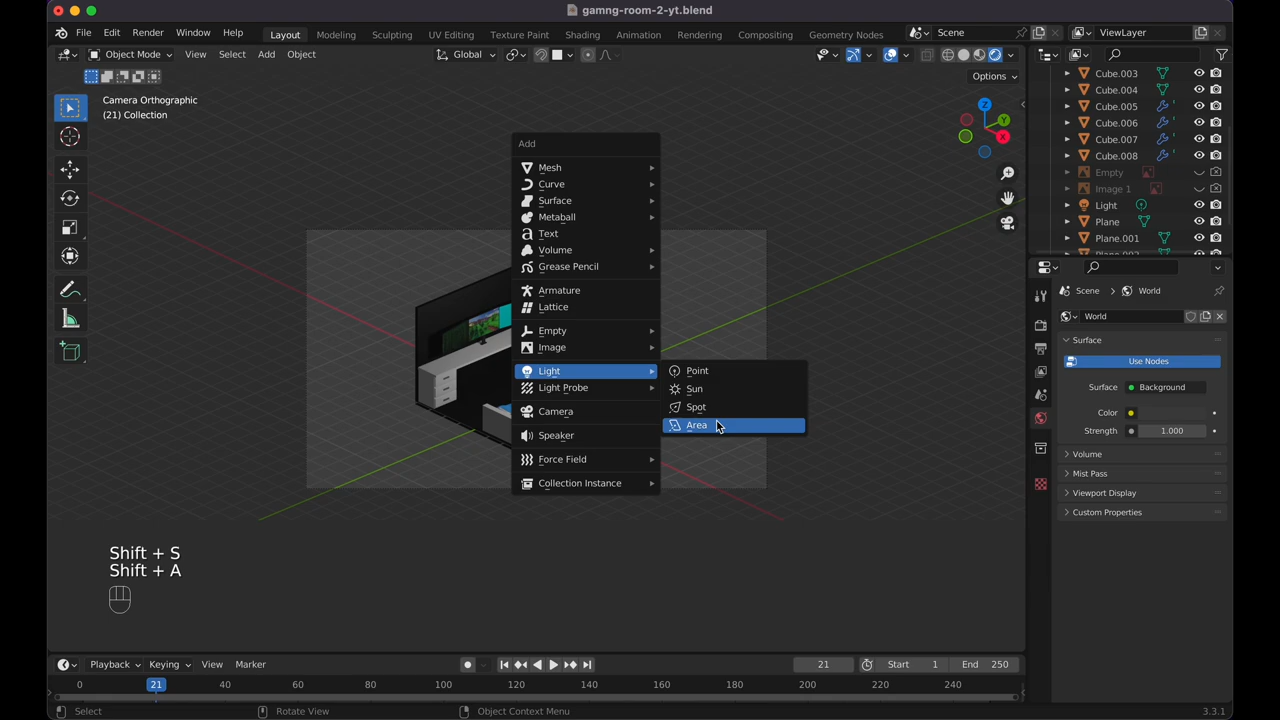 gamng-room-2-yt.blend
File Edit Render Window Help Layout Modeling Sculpting UV Editing Texture Paint Shading Animation Rendering Compositing Geometry Nodes Scene ViewLayer
Object Mode View Select Add Object Global
Options
Camera Orthographic
(21) Collection
Z
Y
X
Add
Mesh
Curve
Surface
Metaball
Text
Volume
Grease Pencil
Armature
Lattice
Empty
Image
Light
Light Probe
Camera
Speaker
Force Field
Collection Instance
Point
Sun
Spot
Area
Cube.003
Cube.004
Cube.005
Cube.006
Cube.007
Cube.008
Empty
Image 1
Light
Plane
Plane.001
Scene > World
World
Surface
Use Nodes
Surface Background
Color
Strength 1.000
Volume
Mist Pass
Viewport Display
Custom Properties
Shift + S
Shift + A
Playback Keying View Marker 21 Start 1 End 250
0 21 40 60 80 100 120 140 160 180 200 220 240
Select Rotate View Object Context Menu 3.3.1